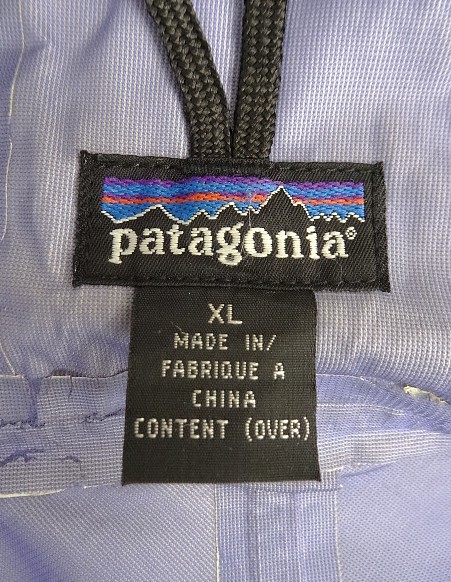 patagonia®
XL
MADE IN/
FABRIQUE A
CHINA
CONTENT (OVER)